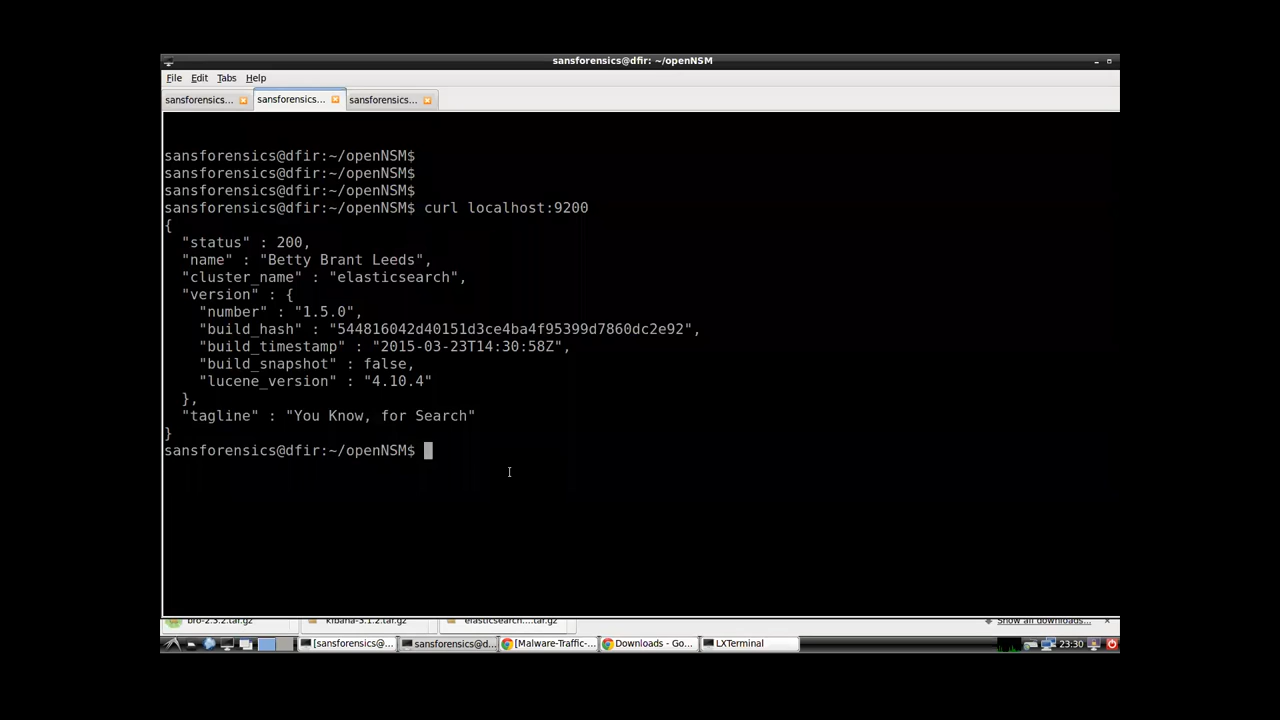 sansforensics@dfir: ~/openNSM
File Edit Tabs Help
sansforensics... sansforensics... sansforensics...
sansforensics@dfir:~/openNSM$
sansforensics@dfir:~/openNSM$
sansforensics@dfir:~/openNSM$
sansforensics@dfir:~/openNSM$ curl localhost:9200
{
"status" : 200,
"name" : "Betty Brant Leeds",
"cluster_name" : "elasticsearch",
"version" : {
"number" : "1.5.0",
"build_hash" : "544816042d40151d3ce4ba4f95399d7860dc2e92",
"build_timestamp" : "2015-03-23T14:30:58Z",
"build_snapshot" : false,
"lucene_version" : "4.10.4"
},
"tagline" : "You Know, for Search"
}
sansforensics@dfir:~/openNSM$
bro-2.3.2.tar.gz kibana-3.1.2.tar.gz elasticsearch....tar.gz Show all downloads...
[sansforensics@... sansforensics@d... [Malware-Traffic-... Downloads - Go... LXTerminal 23:30